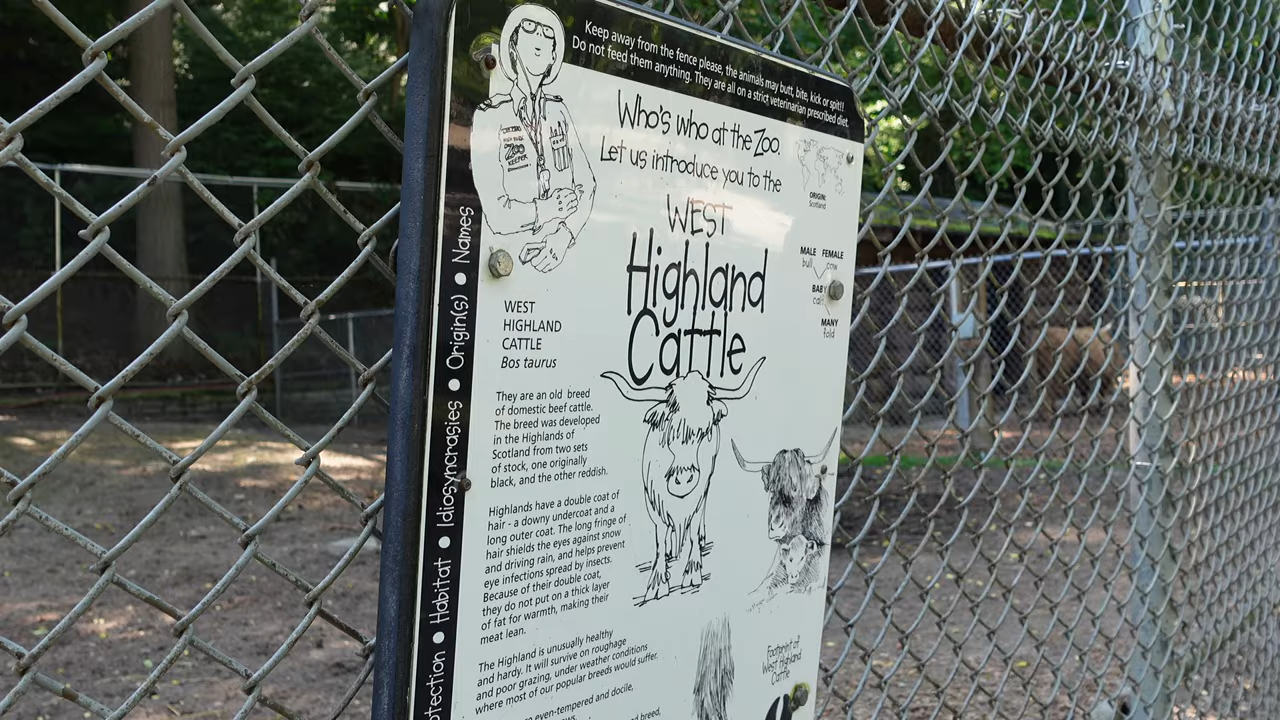 Keep away from the fence please, the animals may butt, bite, kick or spit!!
Do not feed them anything. They are all on a strict veterinarian prescribed diet.
Who's who at the Zoo.
Let us introduce you to the
WEST
Highland
Cattle
ZOO
KEEPER
ORIGIN:
Scotland
MALE FEMALE
bull cow
BABY
calf
MANY
fold
WEST
HIGHLAND
CATTLE
Bos taurus
They are an old breed
of domestic beef cattle.
The breed was developed
in the Highlands of
Scotland from two sets
of stock, one originally
black, and the other reddish.
Highlands have a double coat of
hair - a downy undercoat and a
long outer coat. The long fringe of
hair shields the eyes against snow
and driving rain, and helps prevent
eye infections spread by insects.
Because of their double coat,
they do not put on a thick layer
of fat for warmth, making their
meat lean.
The Highland is unusually healthy
and hardy. It will survive on roughage
and poor grazing, under weather conditions
where most of our popular breeds would suffer.
even-tempered and docile,
breed,
Footprint of
West Highland
Cattle
otection • Habitat • Idiosyncrasies • Origin(s) • Names